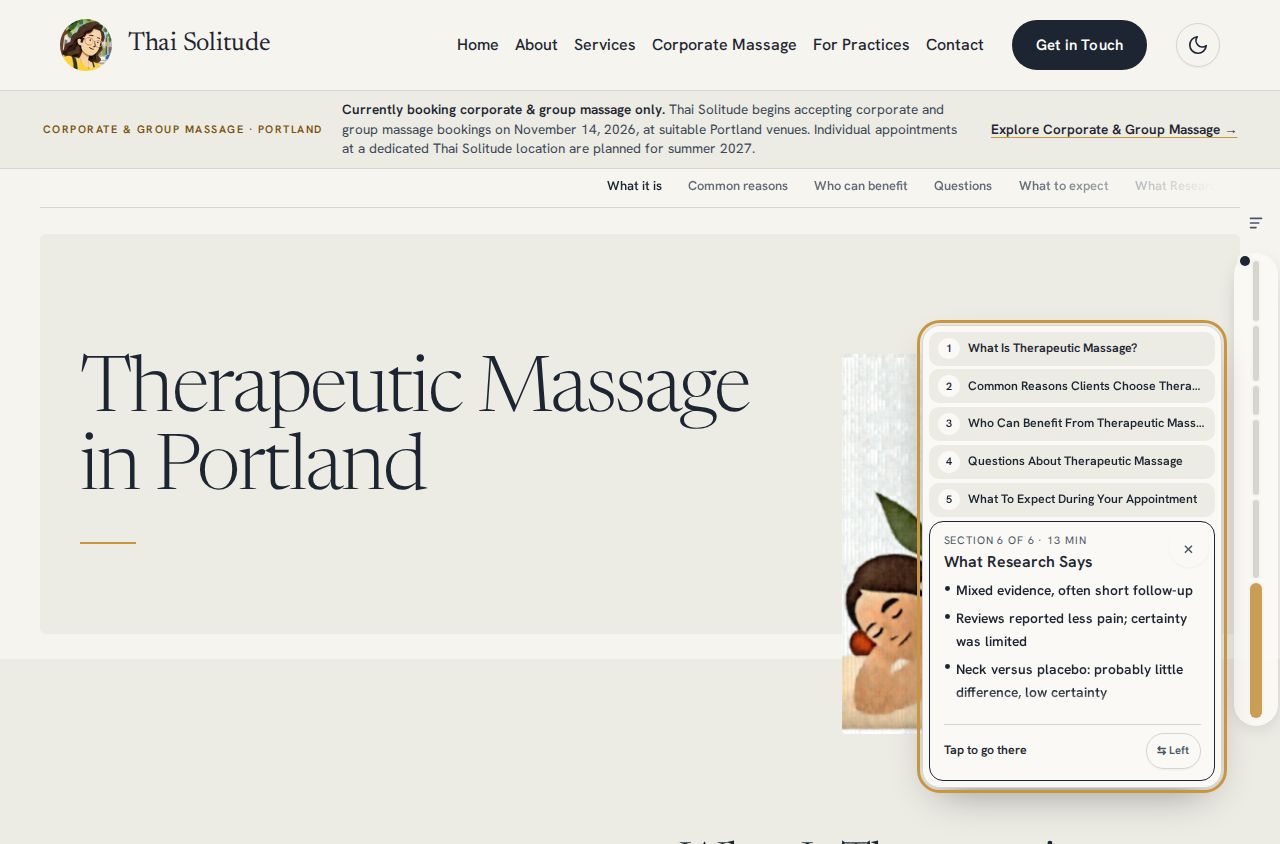 Thai Solitude
Home About Services Corporate Massage For Practices Contact Get in Touch
CORPORATE & GROUP MASSAGE · PORTLAND
Currently booking corporate & group massage only. Thai Solitude begins accepting corporate and
group massage bookings on November 14, 2026, at suitable Portland venues. Individual appointments
at a dedicated Thai Solitude location are planned for summer 2027.
Explore Corporate & Group Massage →
What it is Common reasons Who can benefit Questions What to expect What Resear
Therapeutic Massage
in Portland
1 What Is Therapeutic Massage?
2 Common Reasons Clients Choose Thera...
3 Who Can Benefit From Therapeutic Mass...
4 Questions About Therapeutic Massage
5 What To Expect During Your Appointment
SECTION 6 OF 6 · 13 MIN
What Research Says
• Mixed evidence, often short follow-up
• Reviews reported less pain; certainty
was limited
• Neck versus placebo: probably little
difference, low certainty
Tap to go there
⇆ Left